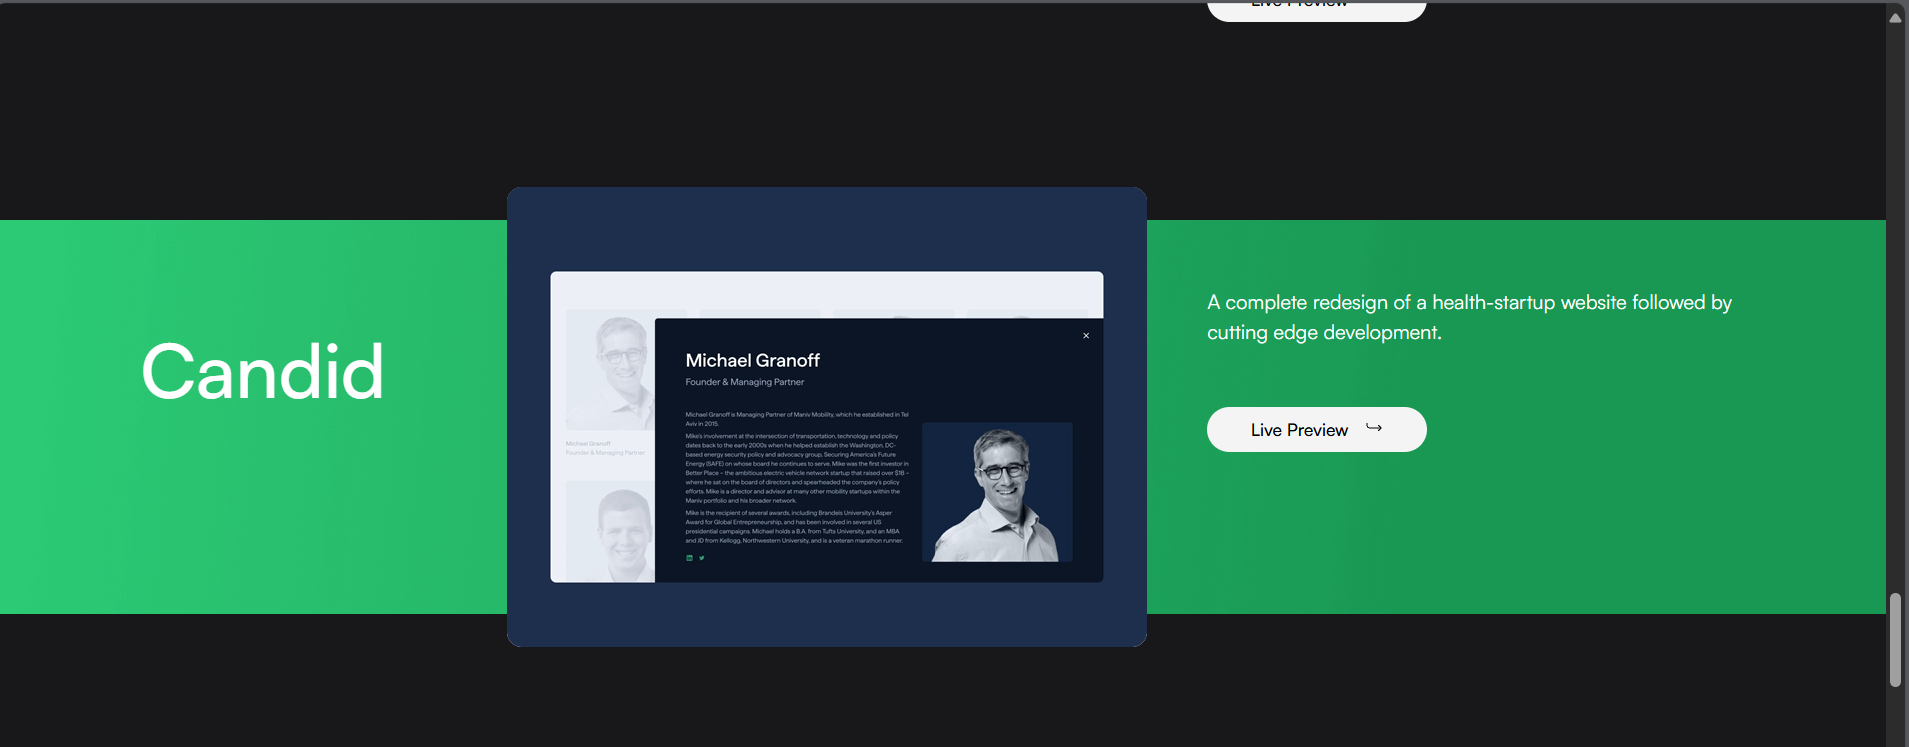 Live Preview
Candid
Michael Granoff
Founder & Managing Partner
Michael Granoff
Founder & Managing Partner
Michael Granoff is Managing Partner of Maniv Mobility, which he established in Tel
Aviv in 2015.
Mike's involvement at the intersection of transportation, technology and policy
dates back to the early 2000s when he helped establish the Washington, DC-
based energy security policy and advocacy group, Securing America's Future
Energy (SAFE) on whose board he continues to serve. Mike was the first investor in
Better Place – the ambitious electric vehicle network startup that raised over $1B –
where he sat on the board of directors and spearheaded the company's policy
efforts. Mike is a director and advisor at many other mobility startups within the
Maniv portfolio and his broader network.
Mike is the recipient of several awards, including Brandeis University's Asper
Award for Global Entrepreneurship, and has been involved in several US
presidential campaigns. Michael holds a B.A. from Tufts University, and an MBA
and JD from Kellogg, Northwestern University, and is a veteran marathon runner.
A complete redesign of a health-startup website followed by
cutting edge development.
Live Preview